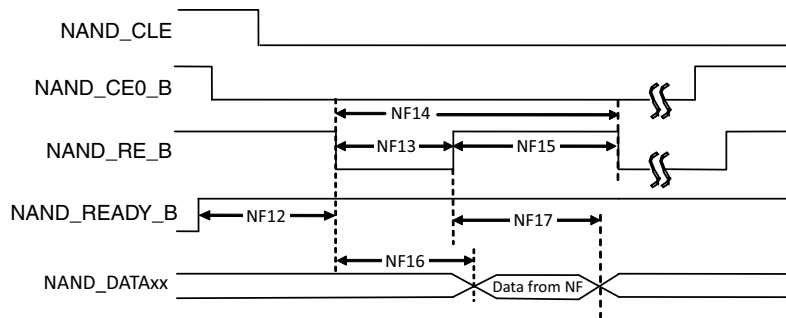 NAND_CLE
NAND_CE0_B
NF14
NAND_RE_B
NF13
NF15
NAND_READY_B
NF12
NF17
NF16
NAND_DATAxx
Data from NF